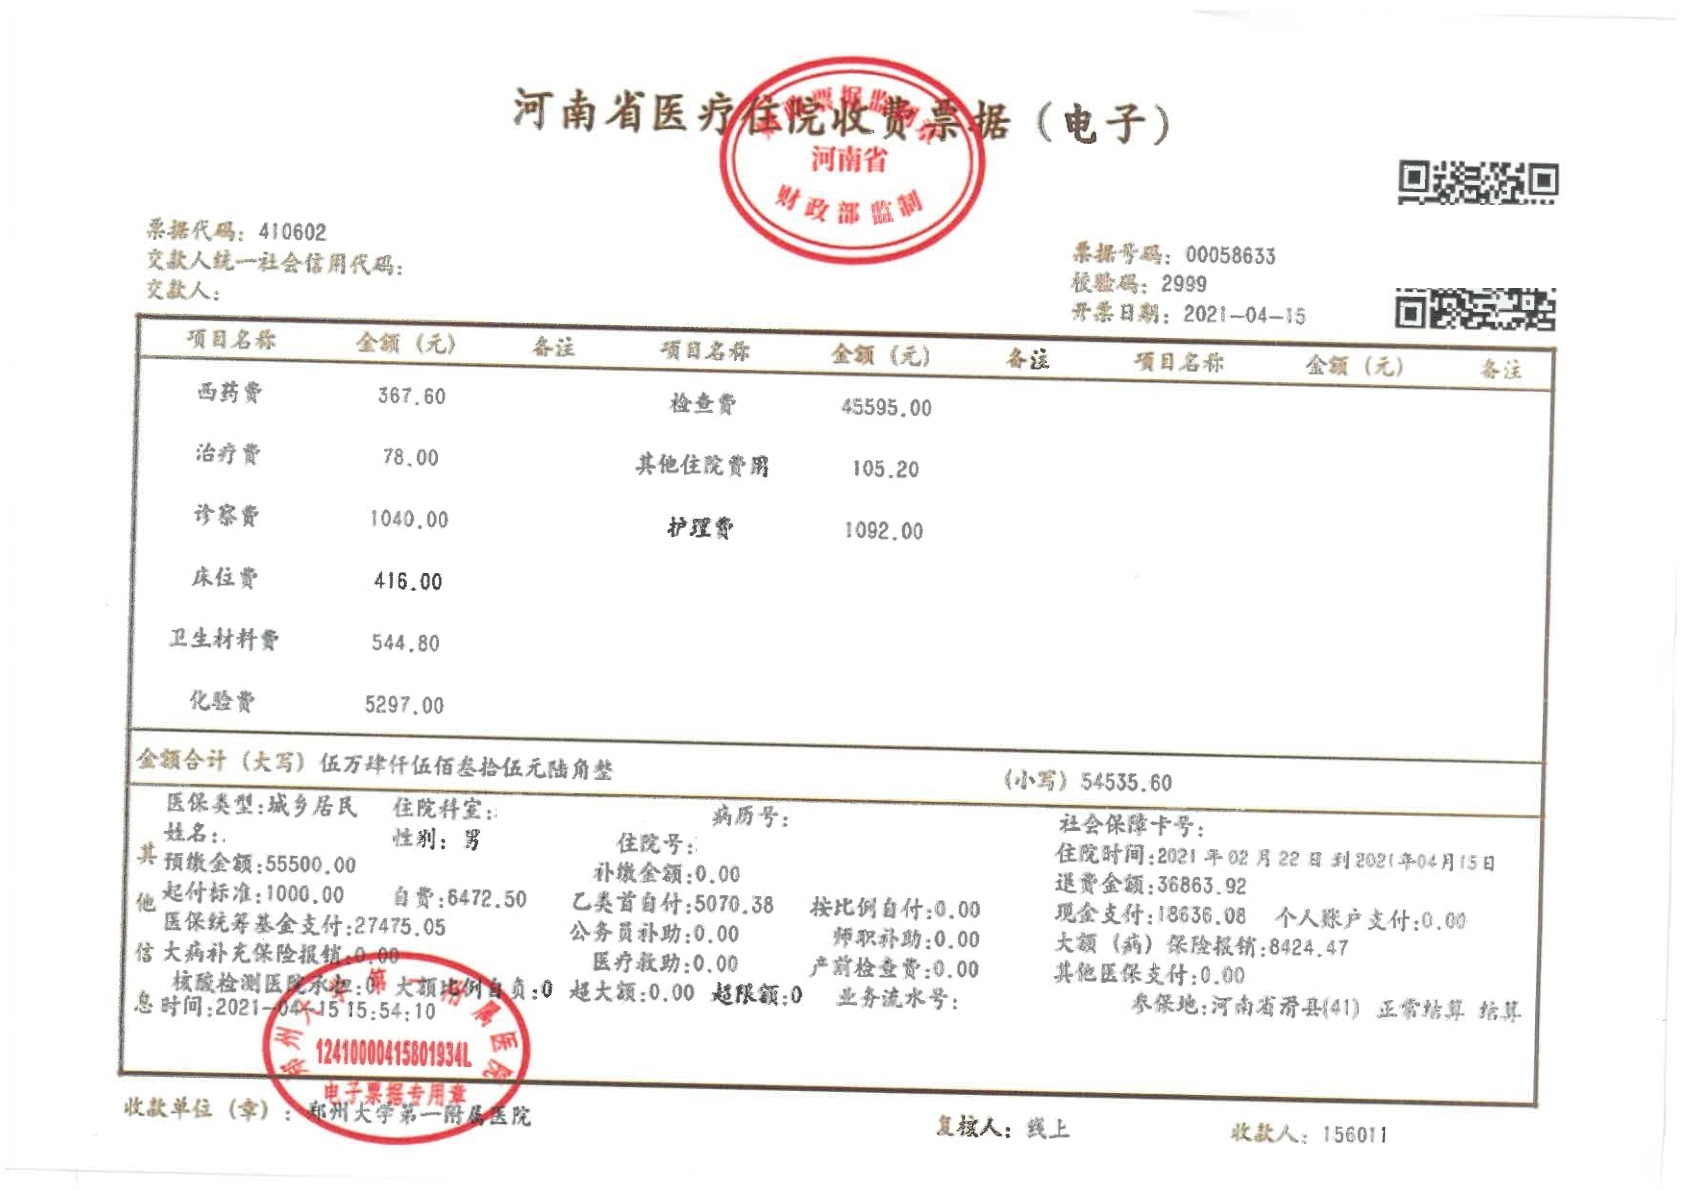 河南省医疗住院收费票据（电子）
票据监制
河南省
财政部监制
票据代码：410602
交款人统一社会信用代码：
交款人：
票据号码：00058633
校验码：2999
开票日期：2021-04-15
项目名称 金额（元） 备注 项目名称 金额（元） 备注 项目名称 金额（元） 备注
西药费 367.60 检查费 45595.00
治疗费 78.00 其他住院费用 105.20
诊察费 1040.00 护理费 1092.00
床位费 416.00
卫生材料费 544.80
化验费 5297.00
金额合计（大写）伍万肆仟伍佰叁拾伍元陆角整 （小写）54535.60
其他信息
医保类型:城乡居民 住院科室: 病历号: 社会保障卡号:
姓名: 性别: 男 住院号: 住院时间:2021年02月22日到2021年04月15日
预缴金额:55500.00 补缴金额:0.00 退费金额:36863.92
起付标准:1000.00 自费:6472.50 乙类首自付:5070.38 按比例自付:0.00 现金支付:18636.08 个人账户支付:0.00
医保统筹基金支付:27475.05 公务员补助:0.00 师职补助:0.00 大额（病）保险报销:8424.47
大病补充保险报销:0.00 医疗救助:0.00 产前检查费:0.00 其他医保支付:0.00
核酸检测医院承担:0 大额比例自负:0 超大额:0.00 超限额:0 业务流水号: 参保地:河南省滑县(41) 正常结算 结算
时间:2021-04-15 15:54:10
郑州大学第一附属医院
12410000415801934L
电子票据专用章
收款单位（章）：郑州大学第一附属医院 复核人：线上 收款人：156011